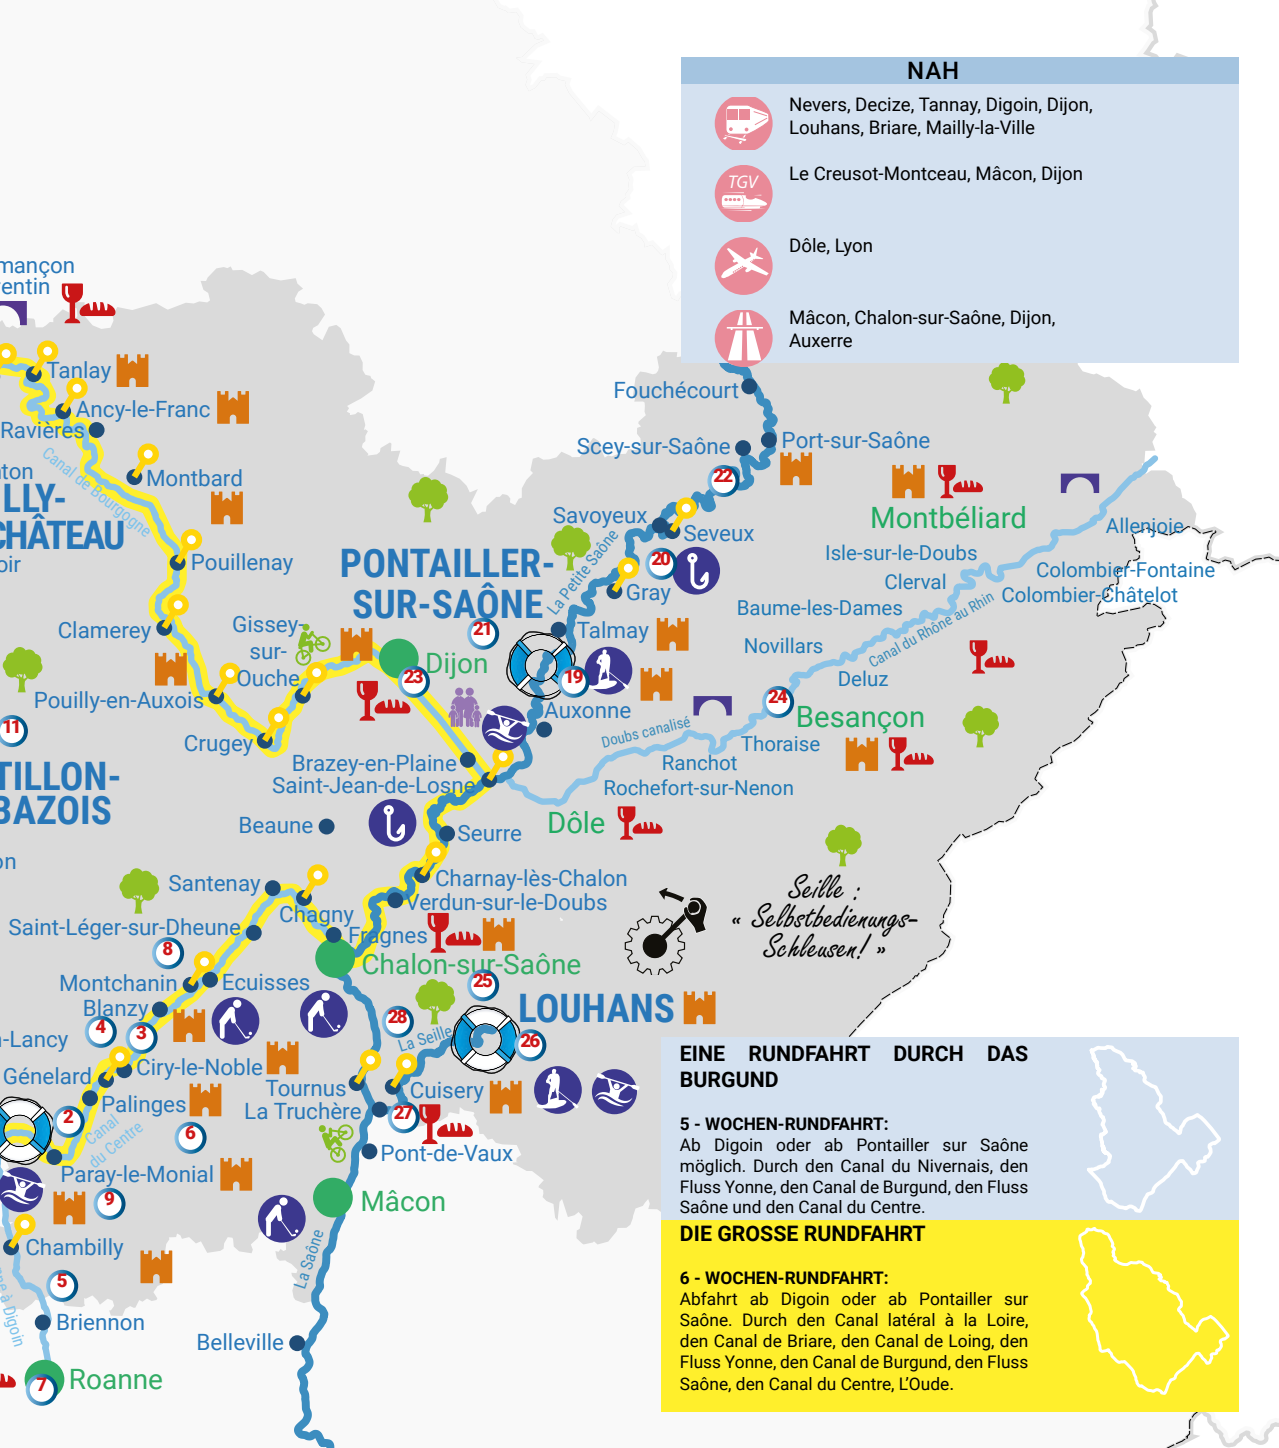 NAH
Nevers, Decize, Tannay, Digoin, Dijon,
Louhans, Briare, Mailly-la-Ville
TGV
Le Creusot-Montceau, Mâcon, Dijon
Dôle, Lyon
Mâcon, Chalon-sur-Saône, Dijon,
Auxerre
mançon
entin
Tanlay
Ancy-le-Franc
Ravières
Canal de Bourgogne
Montbard
ton
LLY-
CHÂTEAU
oir
Pouillenay
Clamerey
Gissey-
sur-
Ouche
Pouilly-en-Auxois
Crugey
11
TILLON-
BAZOIS
on
Fouchécourt
Scey-sur-Saône
Port-sur-Saône
22
Savoyeux
Seveux
20
Gray
La Petite Saône
PONTAILLER-
SUR-SAÔNE
21
Talmay
Dijon
23
19
Auxonne
Montbéliard
Allenjoie
Isle-sur-le-Doubs
Colombier-Fontaine
Clerval
Colombier-Châtelot
Baume-les-Dames
Canal du Rhône au Rhin
Novillars
Deluz
24
Besançon
Doubs canalisé
Thoraise
Ranchot
Rochefort-sur-Nenon
Dôle
Brazey-en-Plaine
Saint-Jean-de-Losne
Beaune
Seurre
Charnay-lès-Chalon
Verdun-sur-le-Doubs
Santenay
Chagny
Saint-Léger-sur-Dheune
Fragnes
Chalon-sur-Saône
8
Montchanin
Ecuisses
Blanzy
4
3
-Lancy
Ciry-le-Noble
Génelard
Palinges
2
Canal
du Centre
6
Paray-le-Monial
9
Chambilly
5
à Digoin
Briennon
Roanne
7
25
LOUHANS
28
La Seille
26
Cuisery
Tournus
La Truchère
27
Pont-de-Vaux
Mâcon
La Saône
Belleville
Seille :
« Selbstbedienungs-
Schleusen! »
EINE RUNDFAHRT DURCH DAS
BURGUND
5 - WOCHEN-RUNDFAHRT:
Ab Digoin oder ab Pontailler sur Saône
möglich. Durch den Canal du Nivernais, den
Fluss Yonne, den Canal de Burgund, den Fluss
Saône und den Canal du Centre.
DIE GROSSE RUNDFAHRT
6 - WOCHEN-RUNDFAHRT:
Abfahrt ab Digoin oder ab Pontailler sur
Saône. Durch den Canal latéral à la Loire,
den Canal de Briare, den Canal de Loing, den
Fluss Yonne, den Canal de Burgund, den Fluss
Saône, den Canal du Centre, L'Oude.